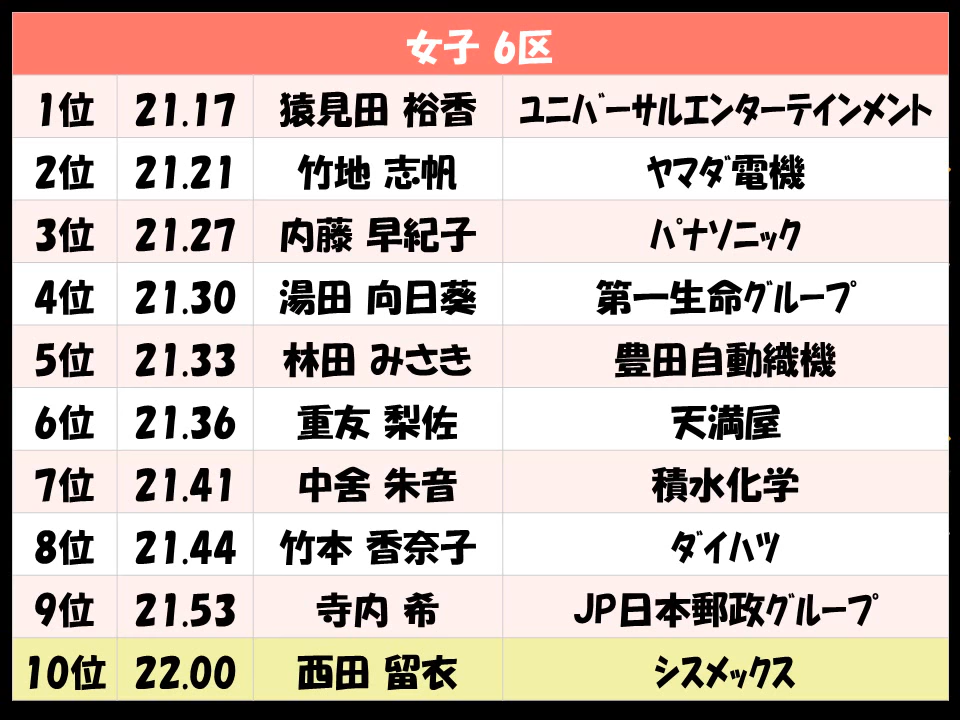 女子 6区
1位 21.17 猿見田 裕香 ユニバーサルエンターテインメント
2位 21.21 竹地 志帆 ヤマダ電機
3位 21.27 内藤 早紀子 パナソニック
4位 21.30 湯田 向日葵 第一生命グループ
5位 21.33 林田 みさき 豊田自動織機
6位 21.36 重友 梨佐 天満屋
7位 21.41 中舍 朱音 積水化学
8位 21.44 竹本 香奈子 ダイハツ
9位 21.53 寺内 希 JP日本郵政グループ
10位 22.00 西田 留衣 シスメックス